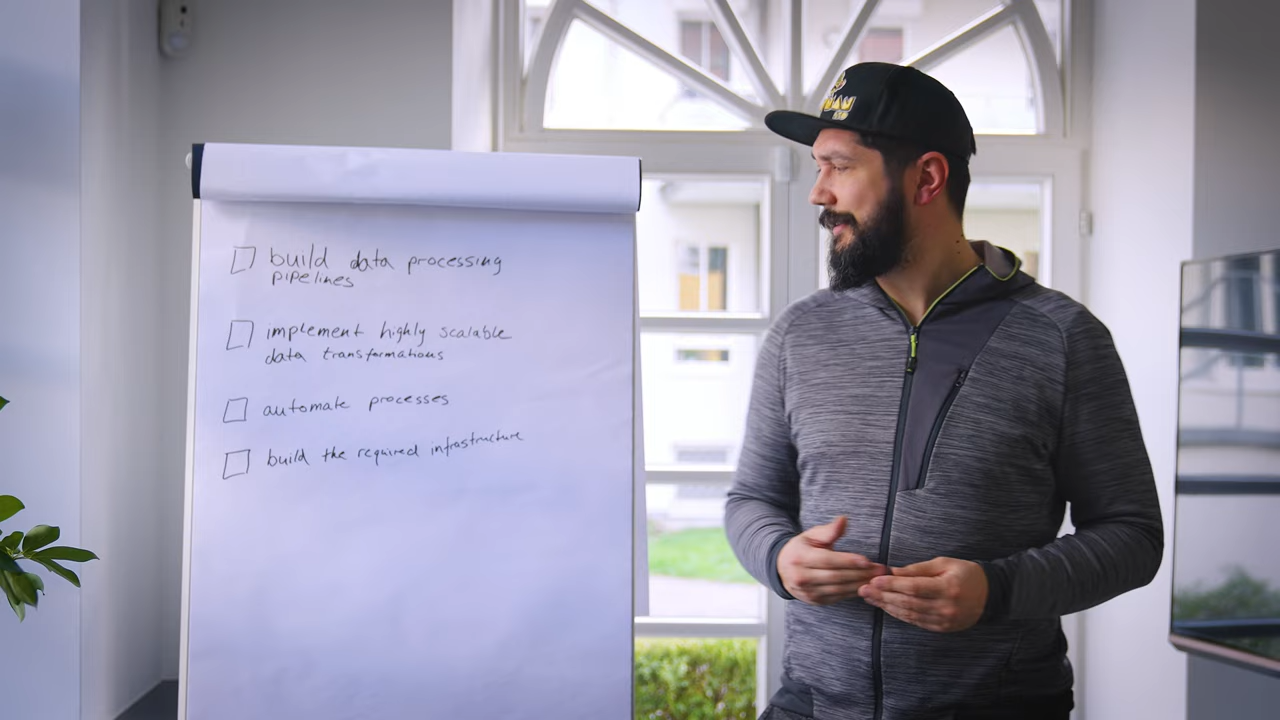 build data processing
pipelines
implement highly scalable
data transformations
automate processes
build the required infrastructure